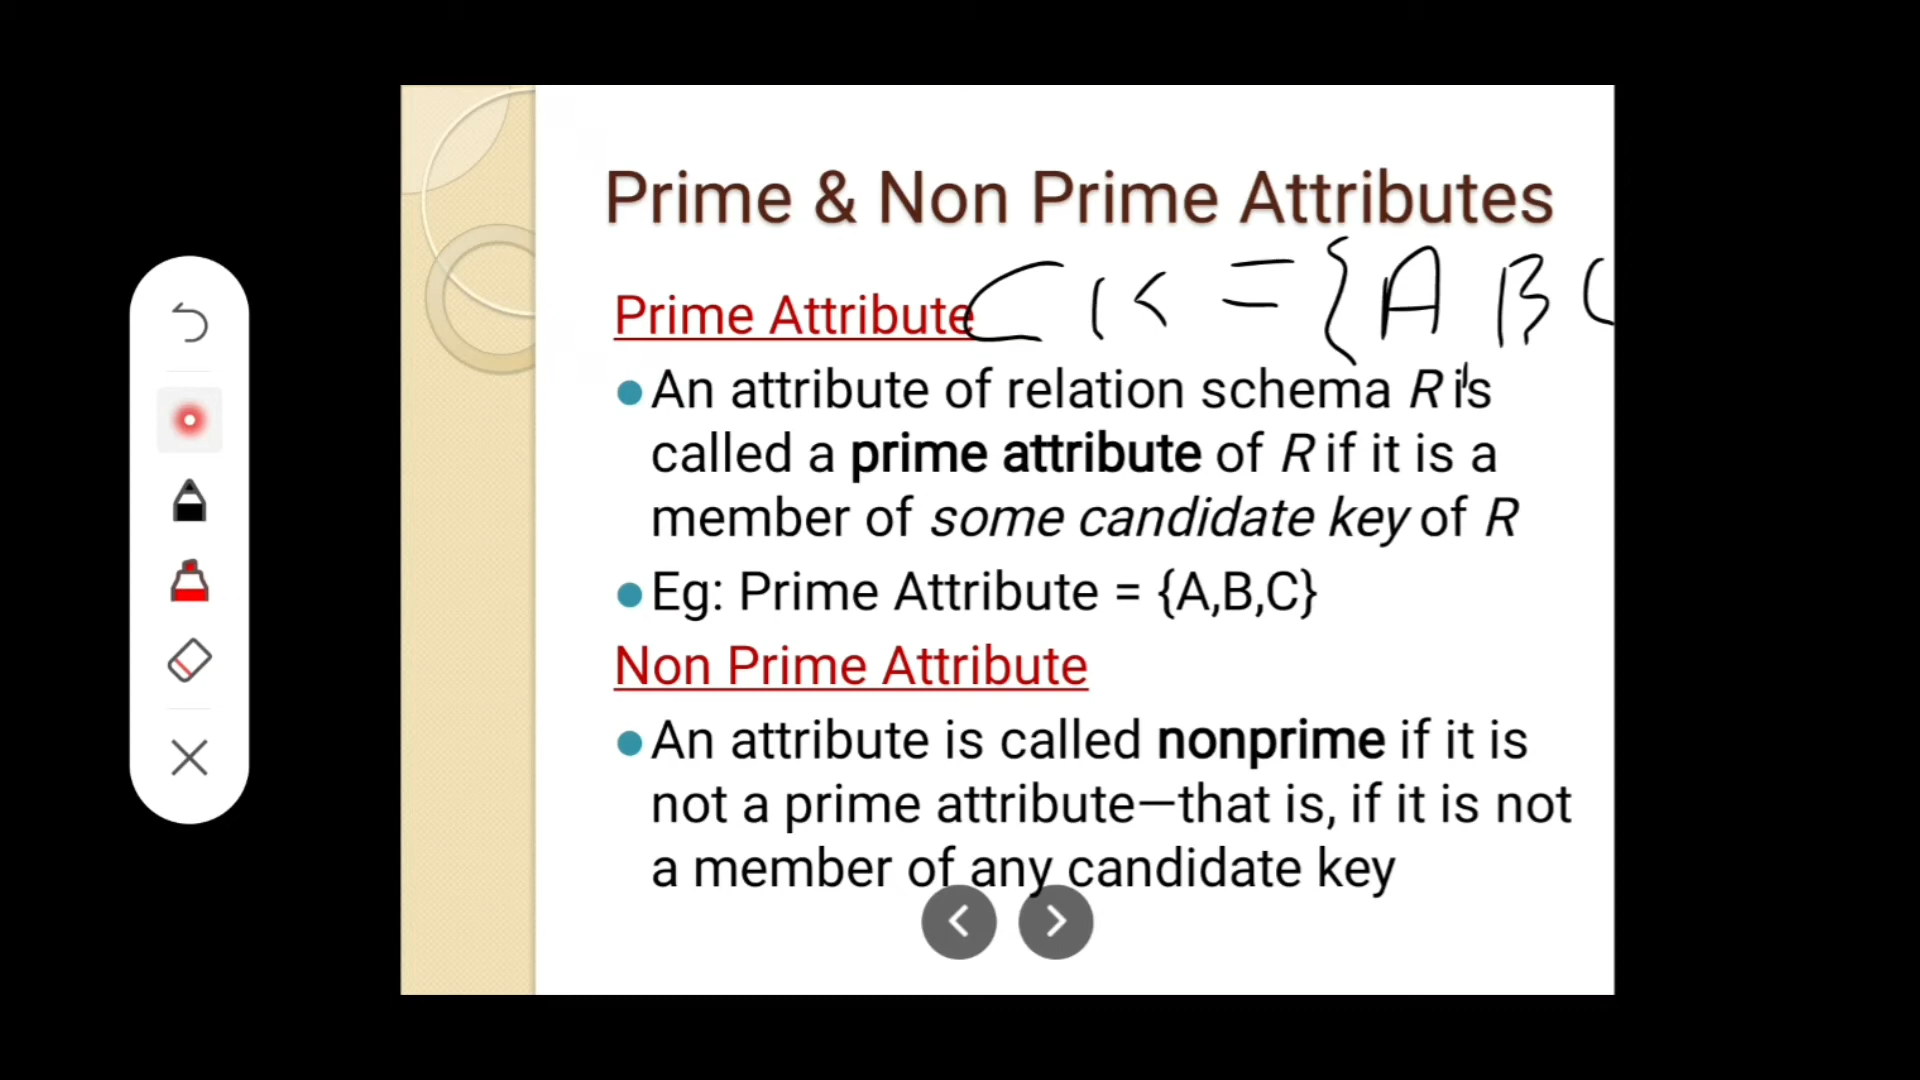 Prime & Non Prime Attributes
CK = {A B C
Prime Attribute
An attribute of relation schema R is
called a prime attribute of R if it is a
member of some candidate key of R
Eg: Prime Attribute = {A,B,C}
Non Prime Attribute
An attribute is called nonprime if it is
not a prime attribute—that is, if it is not
a member of any candidate key